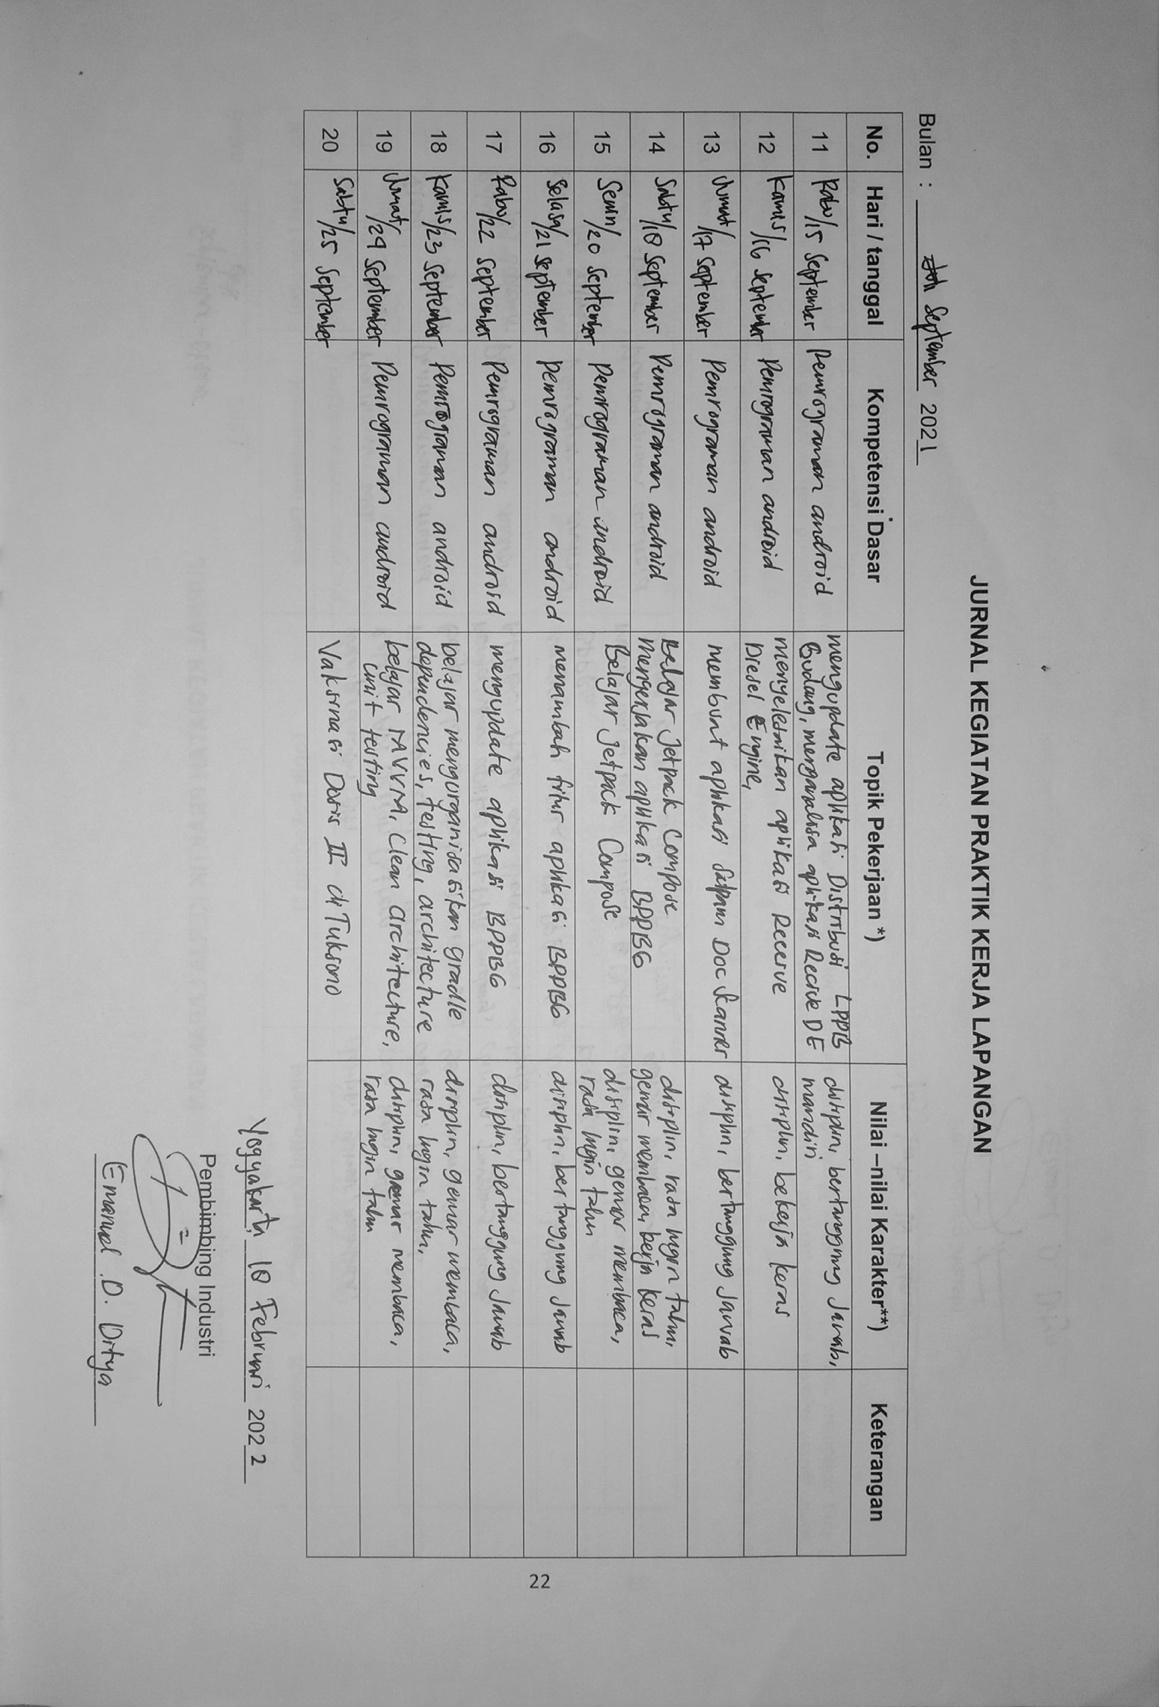 JURNAL KEGIATAN PRAKTIK KERJA LAPANGAN
Bulan : September 2021
No. Hari / tanggal Kompetensi Dasar Topik Pekerjaan *) Nilai –nilai Karakter**) Keterangan
11 Rabu/15 September Pemrograman android mengupdate aplikasi Distribusi LPPB
Gudang, menganalisa aplikasi Recive DE
disiplin, bertanggung Jawab,
mandiri
12 Kamis/16 September Pemrograman android menyelesaikan aplikasi Receive
Diesel Engine,
disiplin, bekerja keras
13 Jumat/17 September Pemrograman android membuat aplikasi Satpam Doc Scanner disiplin, bertanggung Jawab
14 Sabtu/18 September Pemrograman android Belajar Jetpack Compose
Mengerjakan aplikasi BPPBG
disiplin, rasa ingin tahu,
gemar membaca, kerja keras
15 Senin/20 September Pemrograman android Belajar Jetpack Compose disiplin, gemar membaca,
rasa ingin tahu
16 Selasa/21 September Pemrograman android menambah fitur aplikasi BPPBG disiplin, bertanggung Jawab
17 Rabu/22 September Pemrograman android mengupdate aplikasi BPPBG disiplin, bertanggung Jawab
18 Kamis/23 September Pemrograman android belajar mengorganisasikan gradle
dependencies, testing, architecture
disiplin, gemar membaca,
rasa ingin tahu,
19 Jumat/24 September Pemrograman android belajar MVVM, Clean architecture,
unit testing
disiplin, gemar membaca,
rasa ingin tahu
20 Sabtu/25 September Vaksinasi Dosis II di Tuksono
Yogyakarta, 18 Februari 2022
Pembimbing Industri
Emanuel .D. Ditya
22